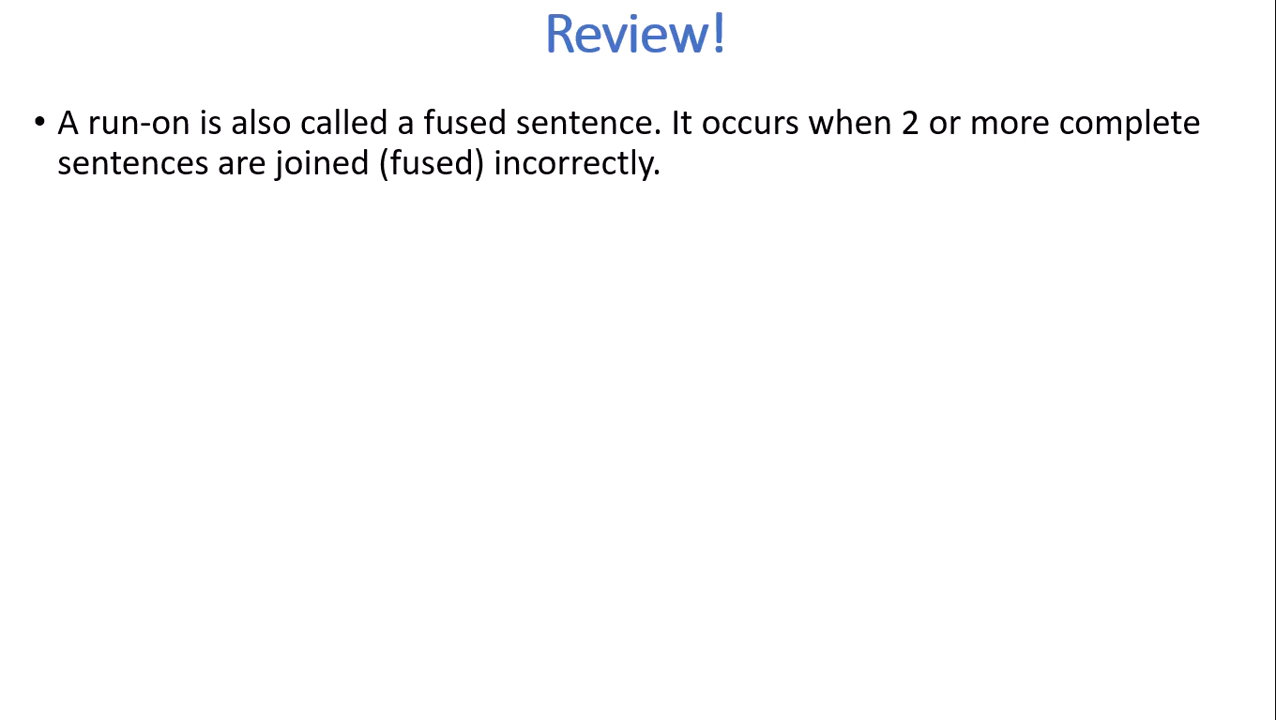 Review!
• A run-on is also called a fused sentence. It occurs when 2 or more complete
sentences are joined (fused) incorrectly.